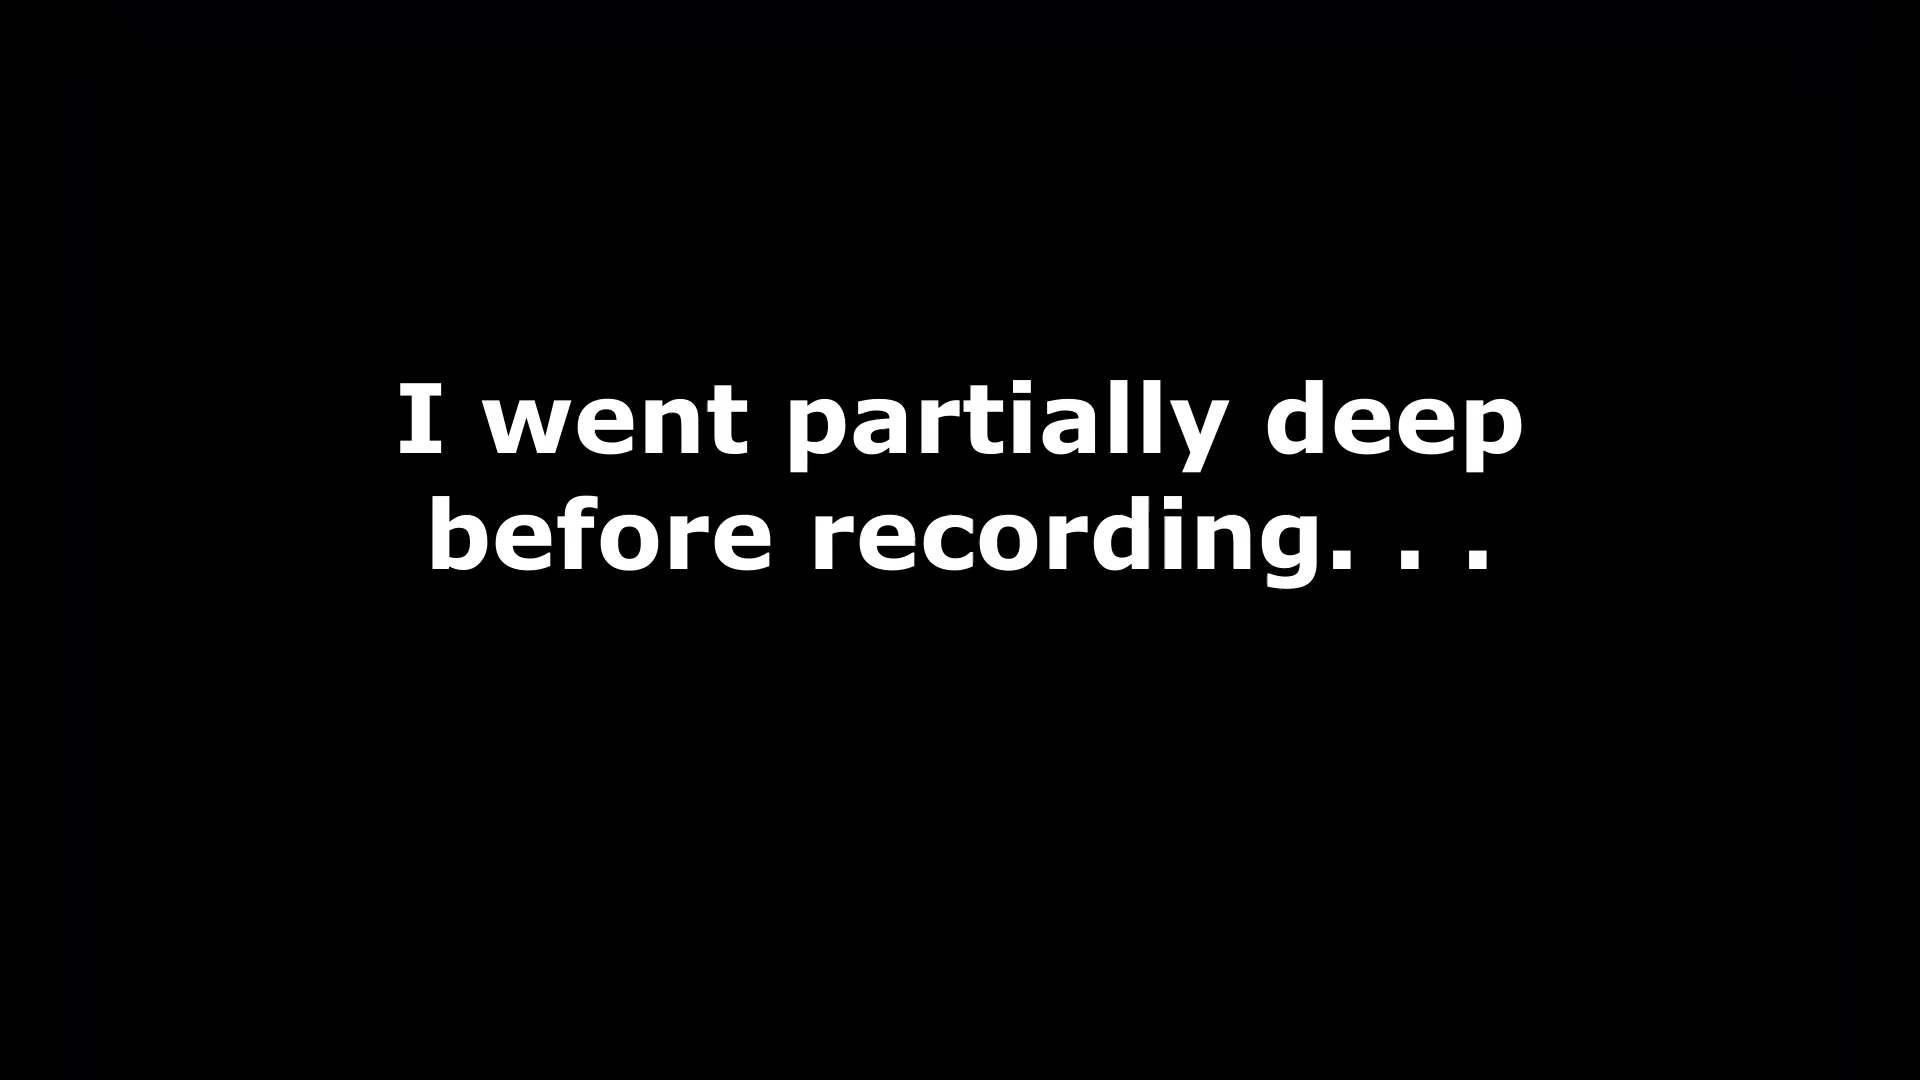 I went partially deep
before recording. . .